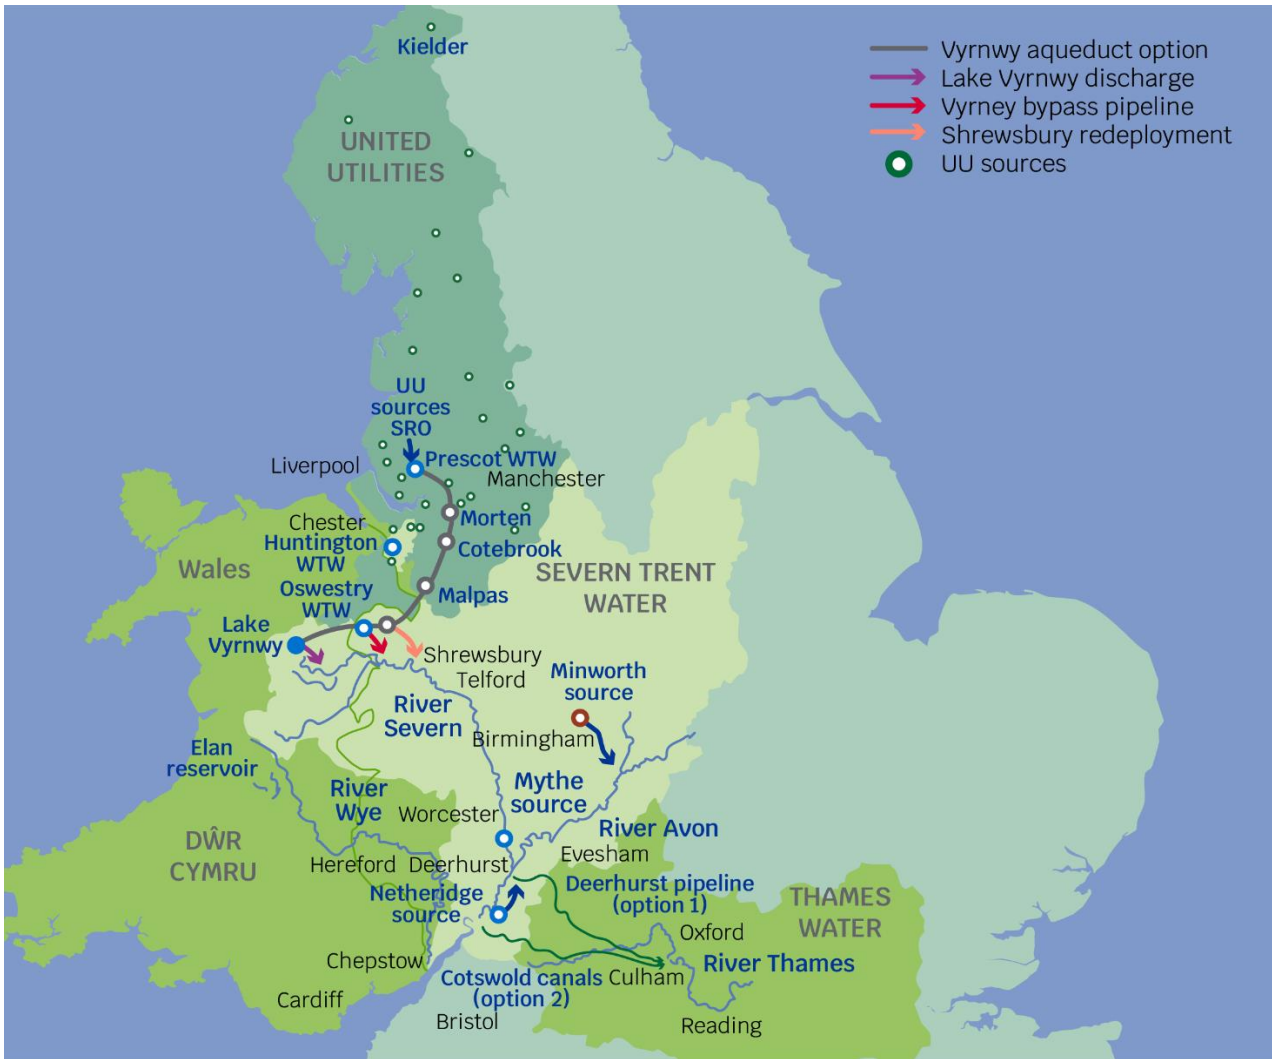 Kielder
Vyrnwy aqueduct option
Lake Vyrnwy discharge
Vyrney bypass pipeline
Shrewsbury redeployment
UU sources
UNITED
UTILITIES
UU
sources
SRO
Prescot WTW
Liverpool
Manchester
Morten
Chester
Huntington
WTW
Cotebrook
Wales
Oswestry
WTW
Malpas
SEVERN TRENT
WATER
Lake
Vyrnwy
Shrewsbury
Telford
Minworth
source
River
Severn
Birmingham
Elan
reservoir
River
Wye
Mythe
source
Worcester
River Avon
DŴR
CYMRU
Hereford
Deerhurst
Evesham
Netheridge
source
Deerhurst pipeline
(option 1)
THAMES
WATER
Oxford
Chepstow
River Thames
Cotswold canals
(option 2)
Culham
Cardiff
Bristol
Reading